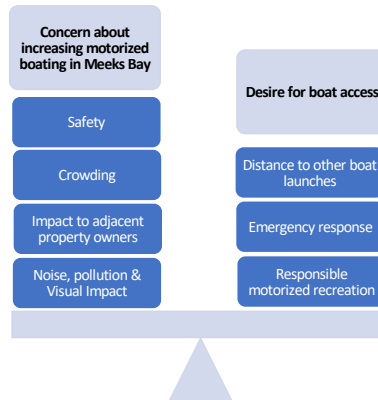 Concern about
increasing motorized
boating in Meeks Bay
Safety
Crowding
Impact to adjacent
property owners
Noise, pollution &
Visual Impact
Desire for boat access
Distance to other boat
launches
Emergency response
Responsible
motorized recreation